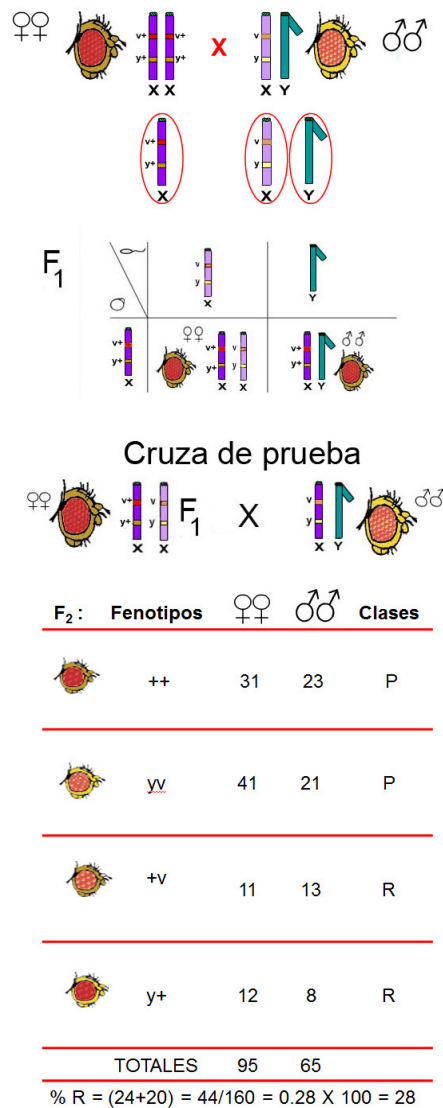 ♀♀ v+ v+ X v ♂♂
y+ y+ y
X X X Y
v+ v
y+ y
X X Y
F1
v
y
X Y
♀♀ ♂♂
v+ v+ v v+
y+ y+ y y+
X X X X Y
Cruza de prueba
♀♀ v+ v F1 X v ♂♂
y+ y y
X X X Y
F2 : Fenotipos ♀♀ ♂♂ Clases
++ 31 23 P
yv 41 21 P
+v 11 13 R
y+ 12 8 R
TOTALES 95 65
% R = (24+20) = 44/160 = 0.28 X 100 = 28